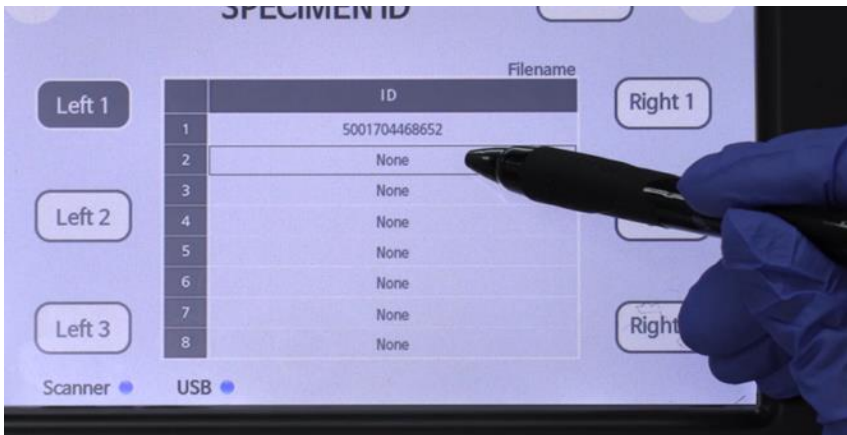 SPECIMEN ID
Filename
Left 1
ID
Right 1
1 5001704468652
2 None
3 None
Left 2
4 None
5 None
6 None
7 None
Left 3
Right
8 None
Scanner
USB